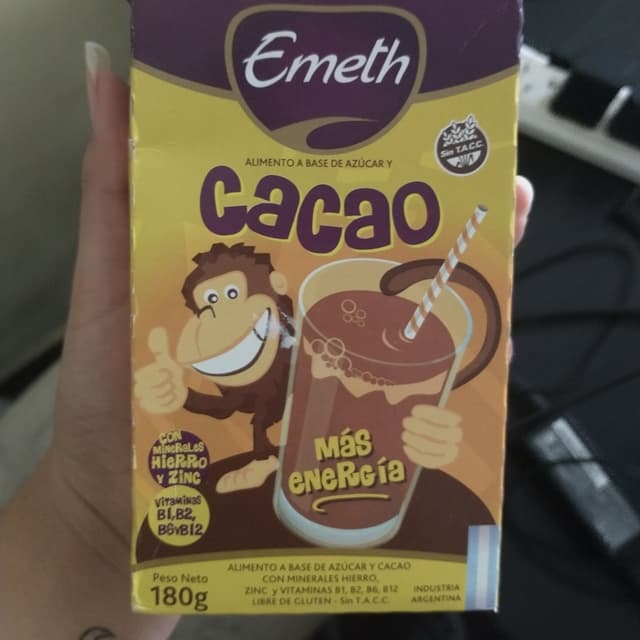 Emeth
Sin T.A.C.C.
ALIMENTO A BASE DE AZÚCAR Y
CACAO
MÁS
ENERGÍA
CON
MINERALES
HIERRO
Y ZINC
VITAMINAS
B1, B2,
B6 y B12
Peso Neto
180g
ALIMENTO A BASE DE AZÚCAR Y CACAO
CON MINERALES HIERRO,
ZINC y VITAMINAS B1, B2, B6, B12
LIBRE DE GLUTEN - Sin T.A.C.C.
INDUSTRIA
ARGENTINA